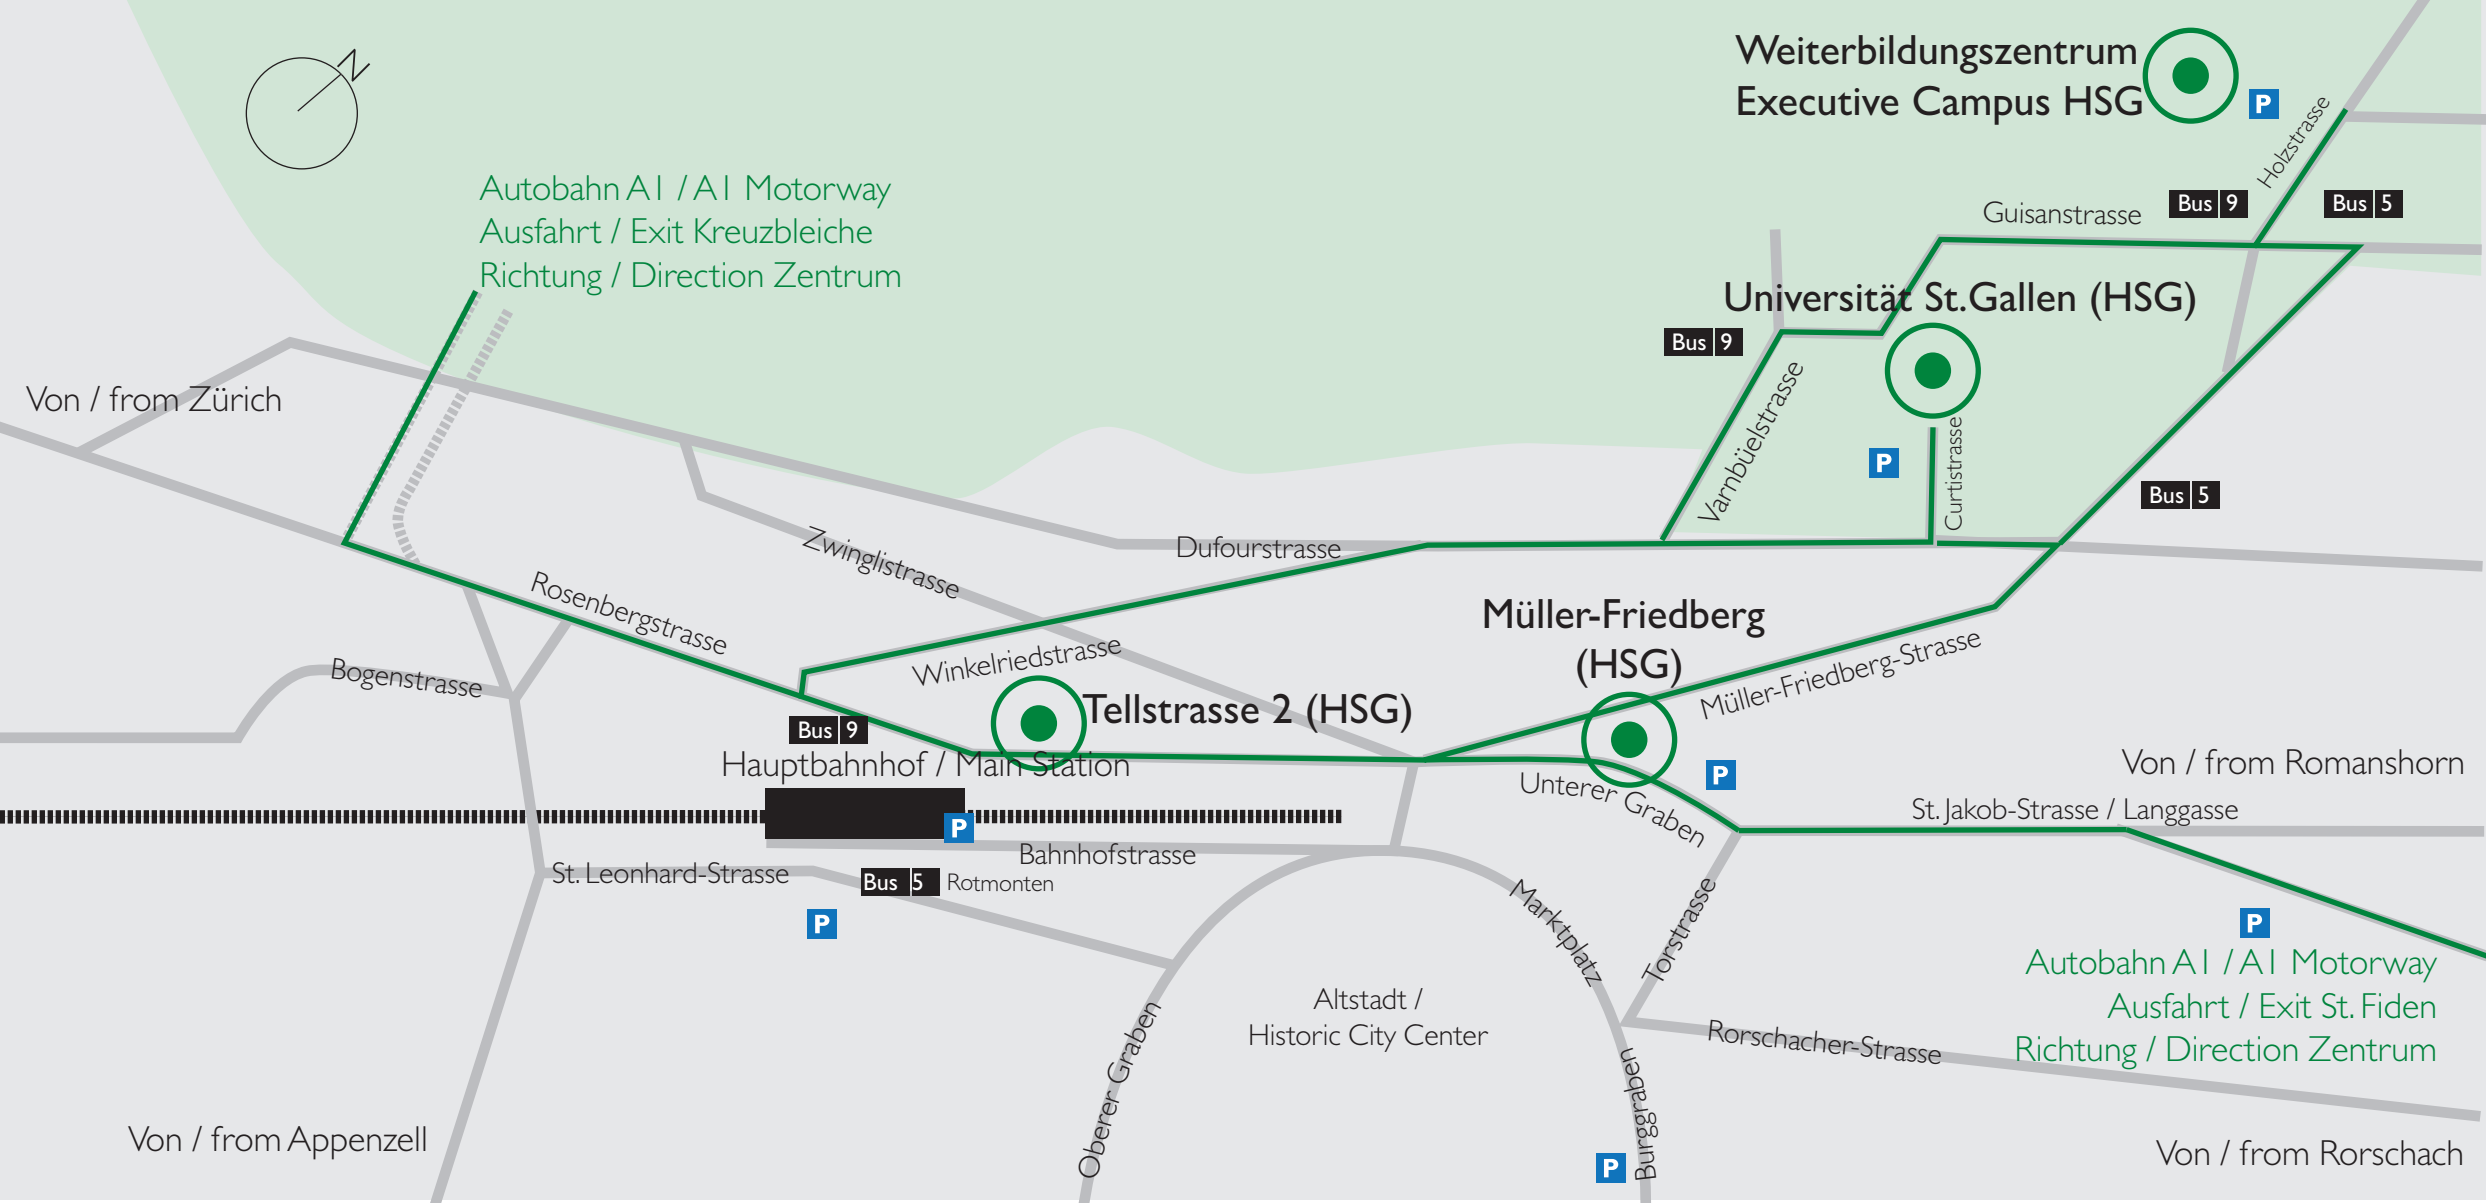 N
Weiterbildungszentrum
Executive Campus HSG
P
Holzstrasse
Autobahn A1 / A1 Motorway
Ausfahrt / Exit Kreuzbleiche
Richtung / Direction Zentrum
Bus 9
Bus 5
Guisanstrasse
Universität St.Gallen (HSG)
Bus 9
Von / from Zürich
Varnbüelstrasse
P
Curtistrasse
Bus 5
Zwinglistrasse
Dufourstrasse
Rosenbergstrasse
Müller-Friedberg
(HSG)
Winkelriedstrasse
Müller-Friedberg-Strasse
Bogenstrasse
Tellstrasse 2 (HSG)
Bus 9
Hauptbahnhof / Main Station
P
Unterer Graben
Von / from Romanshorn
St. Jakob-Strasse / Langgasse
P
Bahnhofstrasse
St. Leonhard-Strasse
Bus 5 Rotmonten
P
Marktplatz
Torstrasse
P
Autobahn A1 / A1 Motorway
Ausfahrt / Exit St. Fiden
Richtung / Direction Zentrum
Altstadt /
Historic City Center
Oberer Graben
Rorschacher-Strasse
Burggraben
Von / from Appenzell
P
Von / from Rorschach